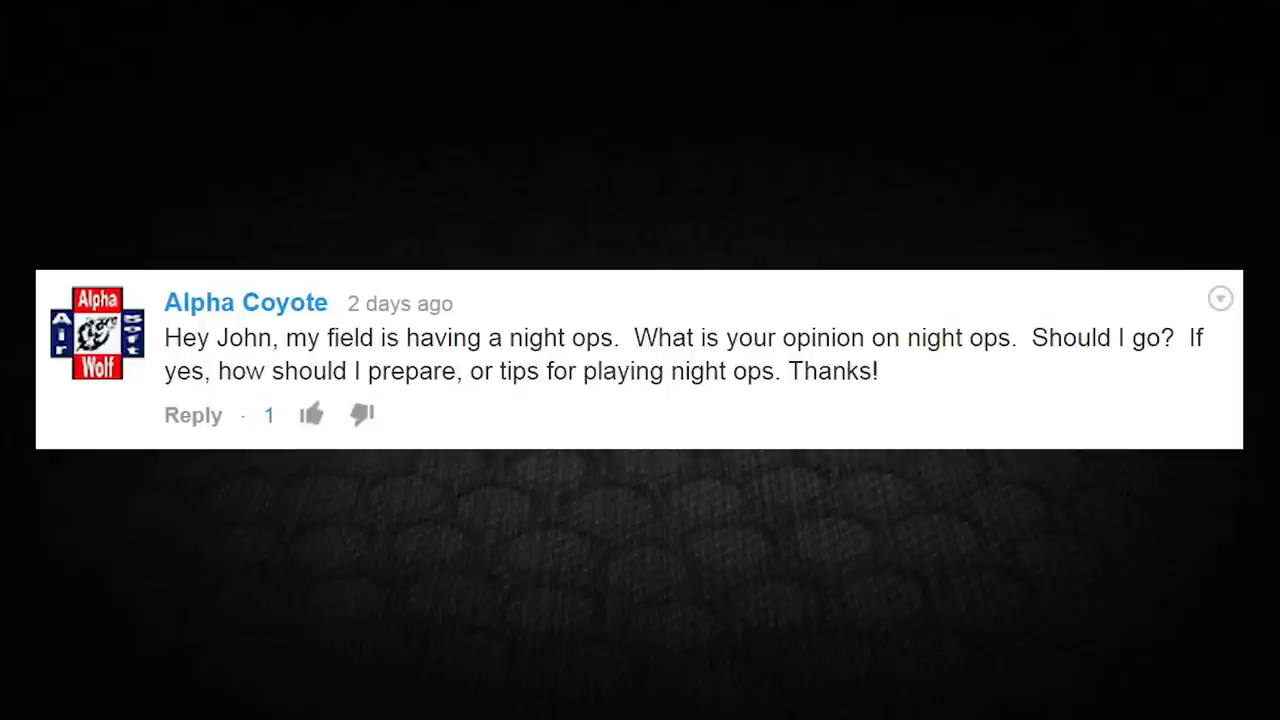 Alpha
Air
Soft
Wolf
Alpha Coyote 2 days ago
Hey John, my field is having a night ops.  What is your opinion on night ops.  Should I go?  If
yes, how should I prepare, or tips for playing night ops. Thanks!
Reply · 1